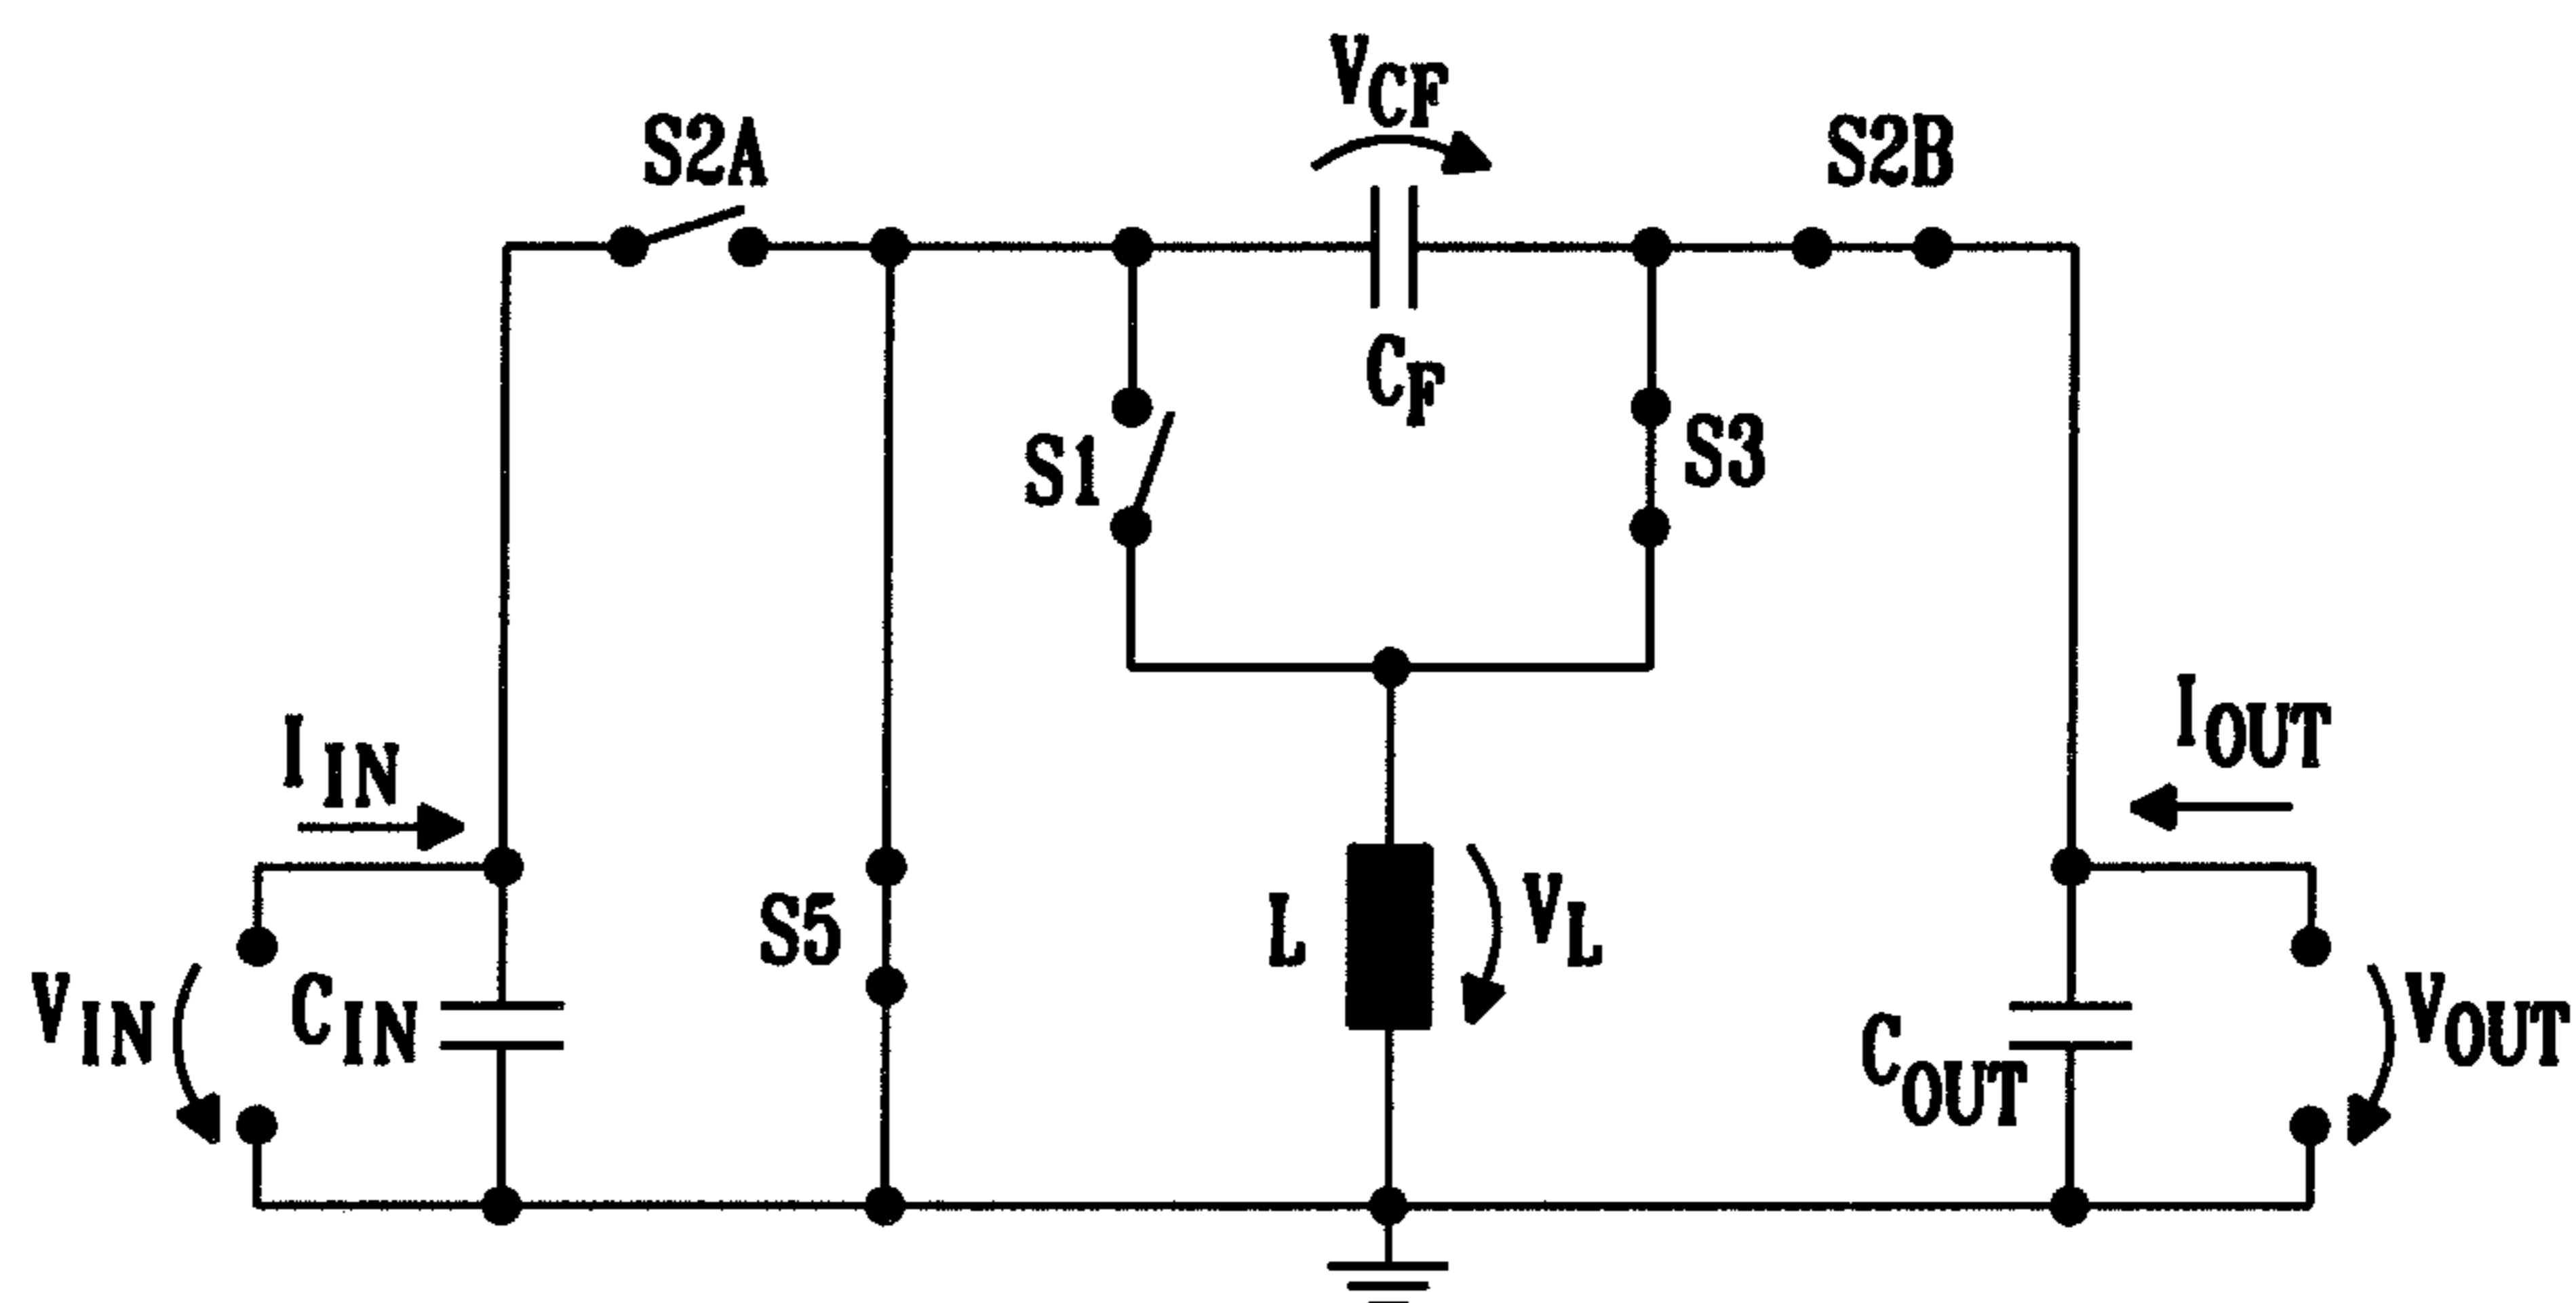 VCF
S2A
S2B
CF
S1
S3
IIN
IOUT
S5
L
VL
VIN
CIN
COUT
VOUT